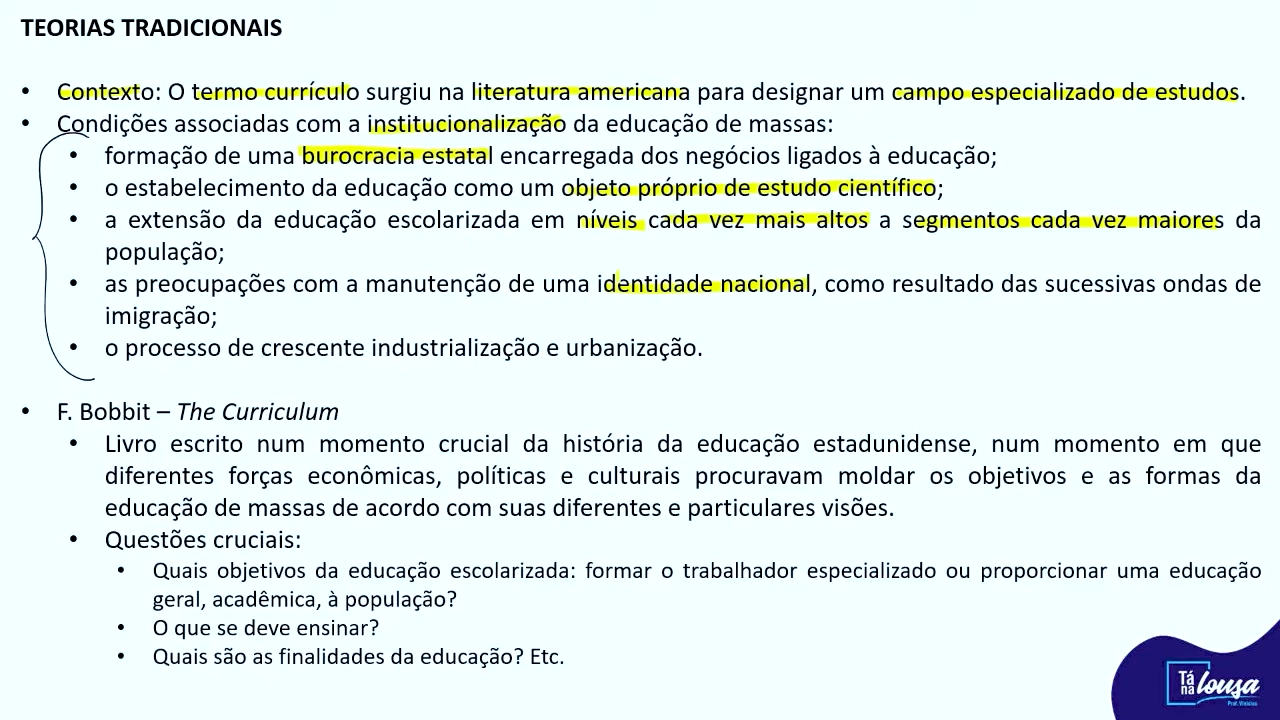 TEORIAS TRADICIONAIS
• Contexto: O termo currículo surgiu na literatura americana para designar um campo especializado de estudos.
• Condições associadas com a institucionalização da educação de massas:
• formação de uma burocracia estatal encarregada dos negócios ligados à educação;
• o estabelecimento da educação como um objeto próprio de estudo científico;
• a extensão da educação escolarizada em níveis cada vez mais altos a segmentos cada vez maiores da
população;
• as preocupações com a manutenção de uma identidade nacional, como resultado das sucessivas ondas de
imigração;
• o processo de crescente industrialização e urbanização.
• F. Bobbit – The Curriculum
• Livro escrito num momento crucial da história da educação estadunidense, num momento em que
diferentes forças econômicas, políticas e culturais procuravam moldar os objetivos e as formas da
educação de massas de acordo com suas diferentes e particulares visões.
• Questões cruciais:
• Quais objetivos da educação escolarizada: formar o trabalhador especializado ou proporcionar uma educação
geral, acadêmica, à população?
• O que se deve ensinar?
• Quais são as finalidades da educação? Etc.
Tá na lousa
Prof. Vinícius